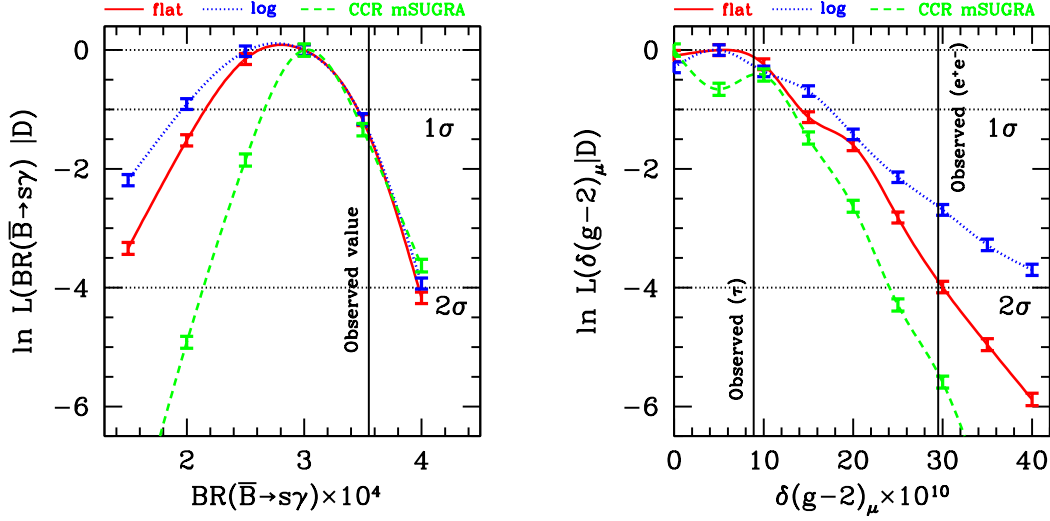 flat log CCR mSUGRA
0
−2
−4
−6
ln L(BR(B̅→sγ) |D)
1σ
2σ
Observed value
2 3 4
BR(B̅→sγ)×10⁴
flat log CCR mSUGRA
0
−2
−4
−6
ln L(δ(g−2)μ|D)
Observed (e⁺e⁻)
1σ
2σ
Observed (τ)
0 10 20 30 40
δ(g−2)μ×10¹⁰